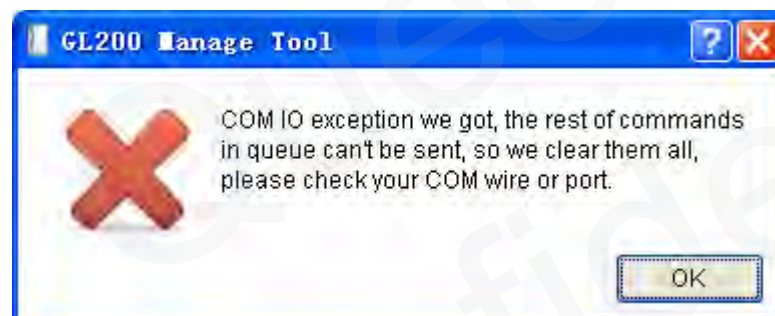 GL200 Manage Tool
COM IO exception we got, the rest of commands
in queue can't be sent, so we clear them all,
please check your COM wire or port.
OK